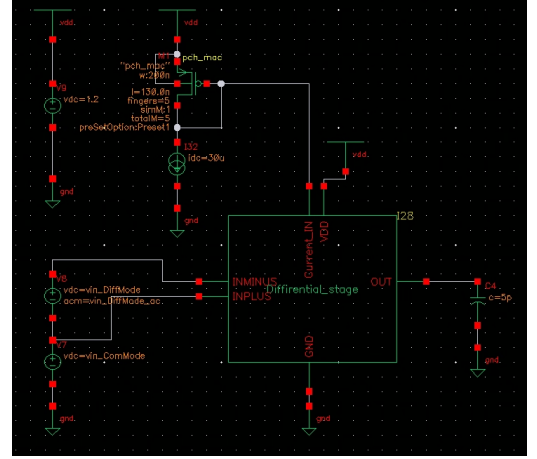 vdd.
vdd
pch_mac
"pch_mac"
w:200n
V9
vdc=1.2
l=130.0n
fingers=5
simM:1
totalM=5
preSetOption:Preset1
I32
idc=30u
vdd.
gnd
gnd
I28
Current_IN
VDD
V8
vdc=vin_DiffMode
acm=vin_DiffMode_ac.
INMINUS
INPLUS
Diffirential_stage
OUT
C4
c=5p
V7
vdc=vin_ComMode
GND
gnd.
gnd.
gnd